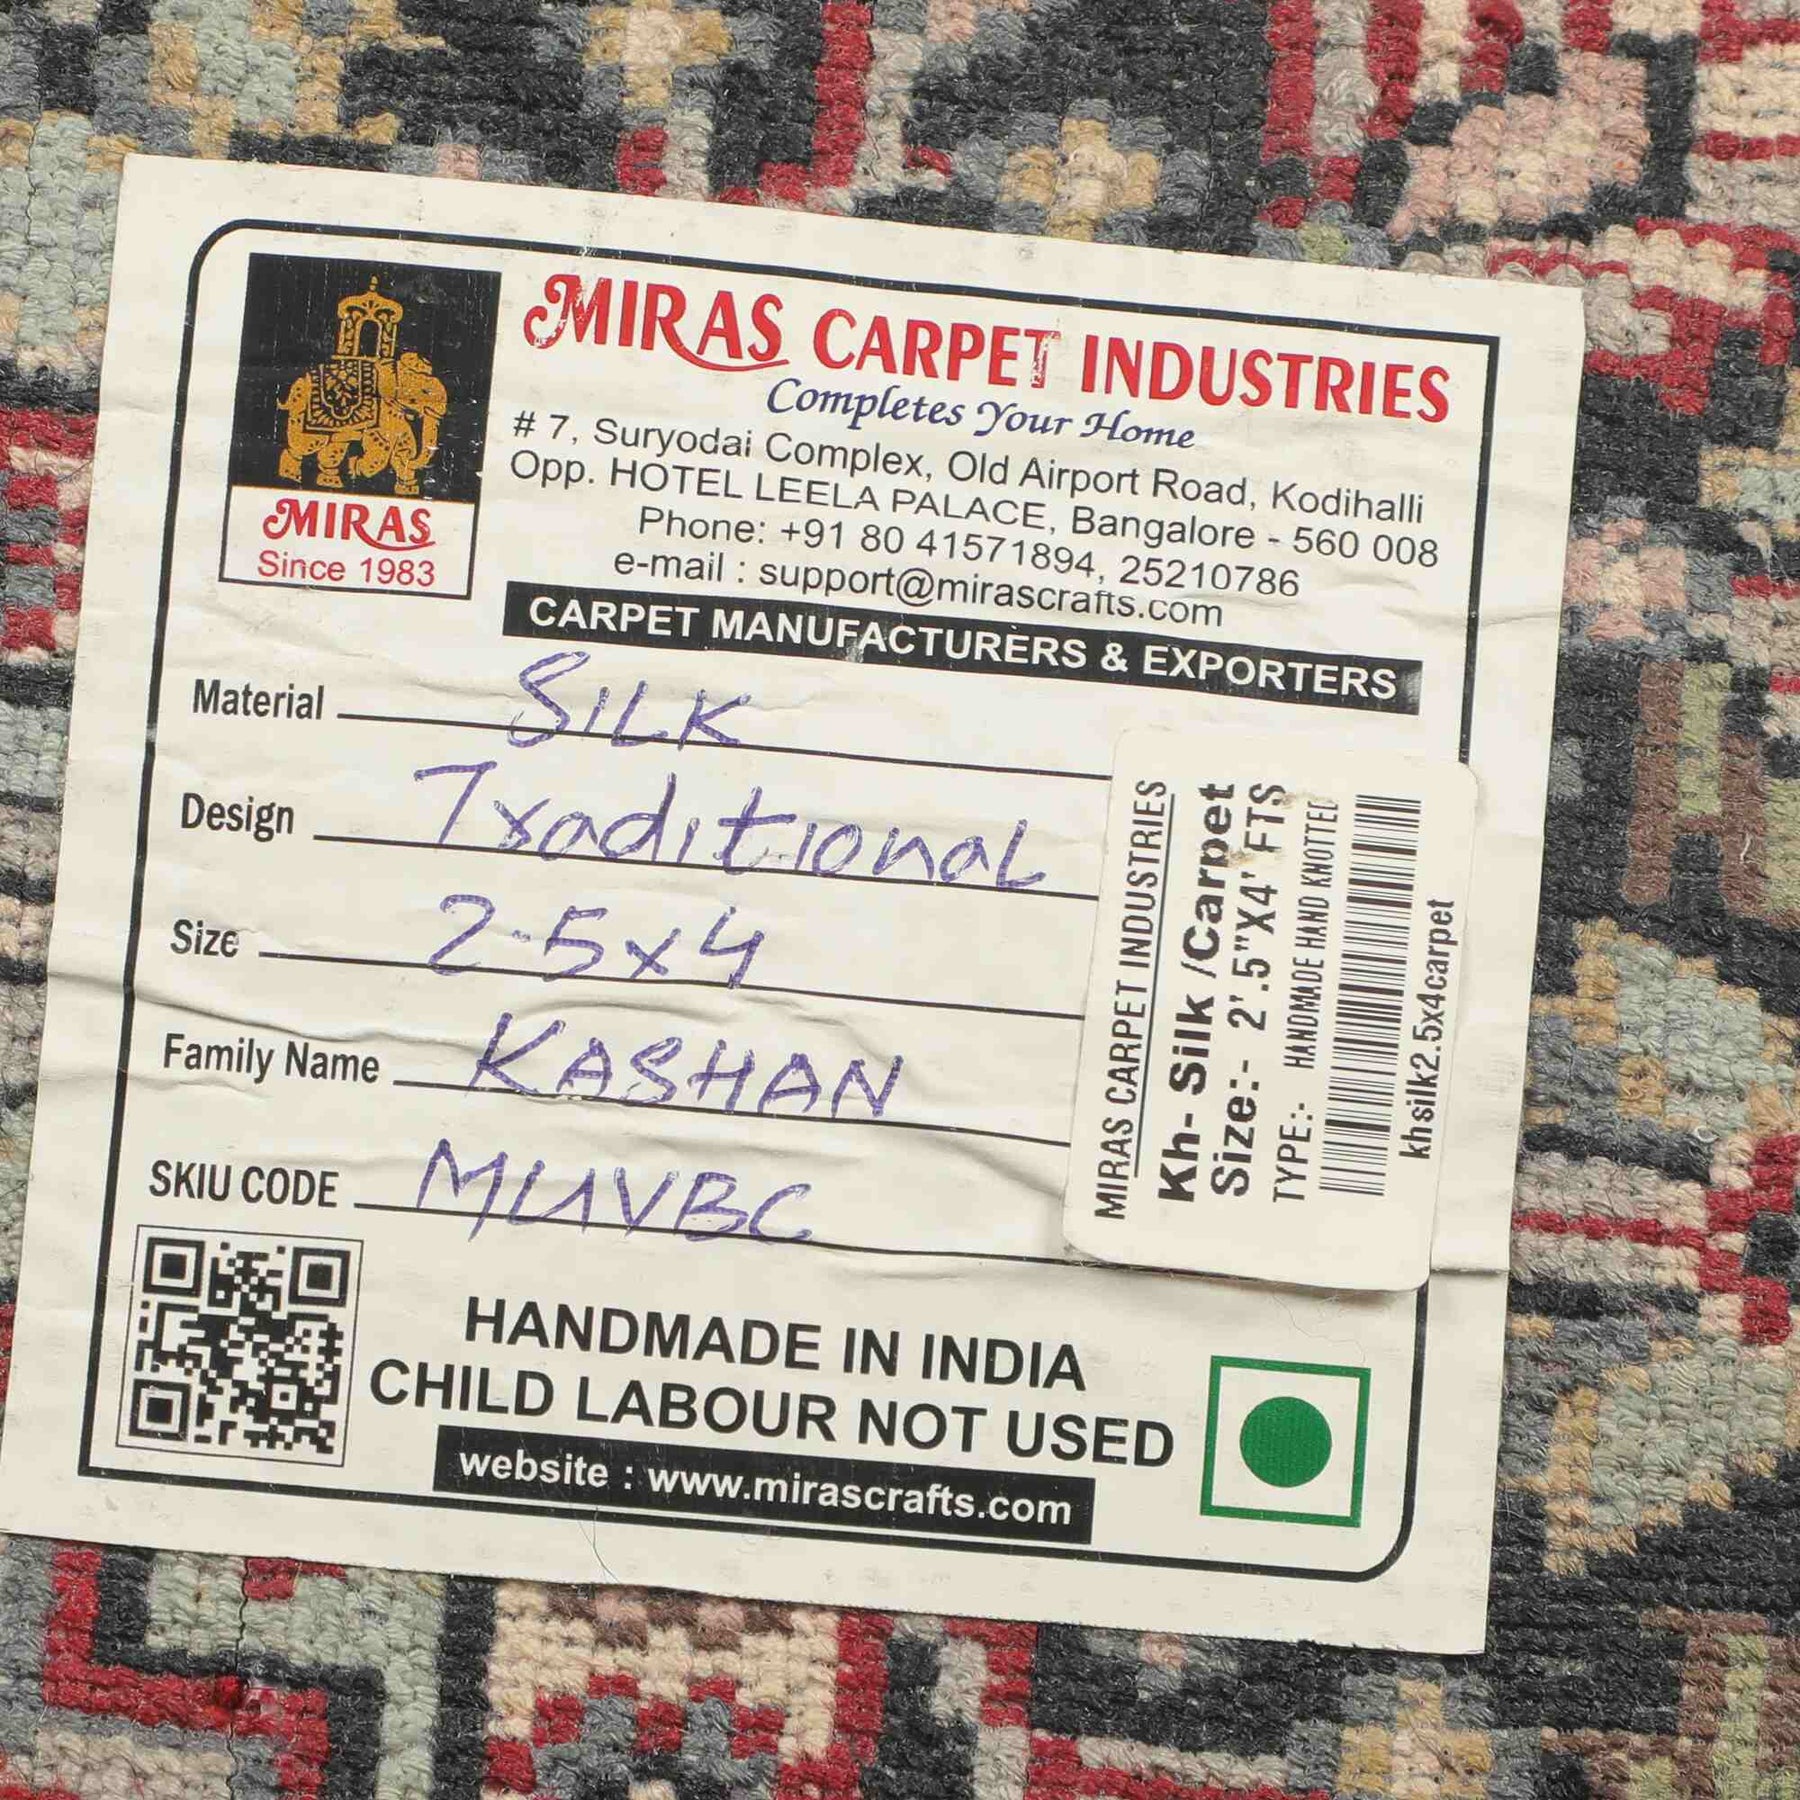 MIRAS CARPET INDUSTRIES
Completes Your Home
# 7, Suryodai Complex, Old Airport Road, Kodihalli
Opp. HOTEL LEELA PALACE, Bangalore - 560 008
Phone: +91 80 41571894, 25210786
e-mail : support@mirascrafts.com
MIRAS
Since 1983
CARPET MANUFACTURERS & EXPORTERS
Material SILK
Design Traditional
Size 2.5x4
Family Name KASHAN
SKIU CODE MUVBC
MIRAS CARPET INDUSTRIES
Kh- Silk /Carpet
Size:- 2'.5"X4' FTS
TYPE:- HANDMADE HAND KNOTTED
khsilk2.5x4carpet
HANDMADE IN INDIA
CHILD LABOUR NOT USED
website : www.mirascrafts.com